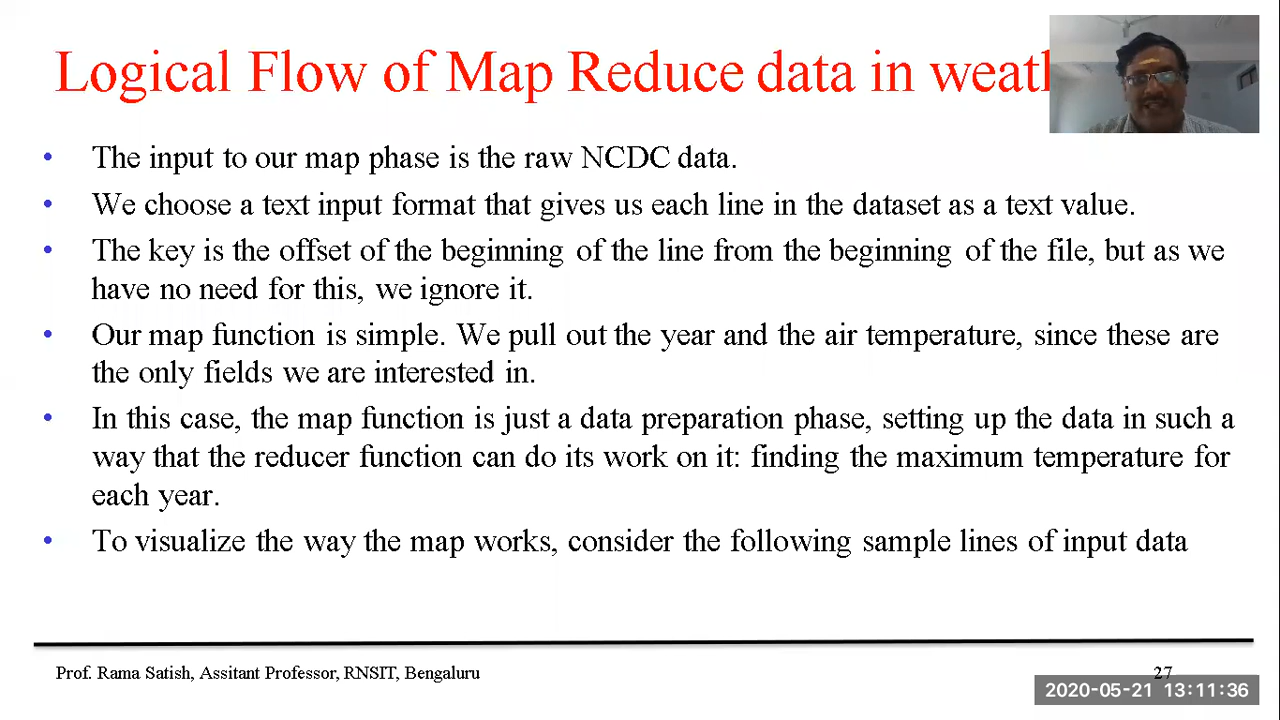 Logical Flow of Map Reduce data in
• The input to our map phase is the raw NCDC data.
• We choose a text input format that gives us each line in the dataset as a text value.
• The key is the offset of the beginning of the line from the beginning of the file, but as we
have no need for this, we ignore it.
• Our map function is simple. We pull out the year and the air temperature, since these are
the only fields we are interested in.
• In this case, the map function is just a data preparation phase, setting up the data in such a
way that the reducer function can do its work on it: finding the maximum temperature for
each year.
• To visualize the way the map works, consider the following sample lines of input data
Prof. Rama Satish, Assitant Professor, RNSIT, Bengaluru
27
2020-05-21 13:11:36